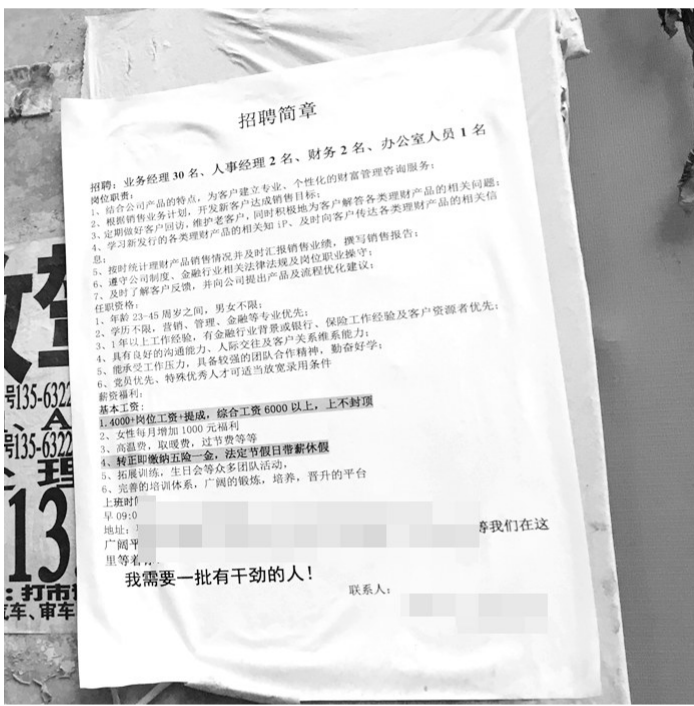 招聘简章
招聘：业务经理30名、人事经理2名、财务2名、办公室人员1名
岗位职责：
1、结合公司产品的特点，为客户建立专业、个性化的财富管理咨询服务；
2、根据销售业务计划，开发新客户达成销售目标；
3、定期做好客户回访，维护老客户，同时积极地为客户解答各类理财产品的相关问题；
4、学习新发行的各类理财产品的相关知iP、及时向客户传达各类理财产品的相关信
息；
5、按时统计理财产品销售情况并及时汇报销售业绩，撰写销售报告；
6、遵守公司制度、金融行业相关法律法规及岗位职业操守；
7、及时了解客户反馈，并向公司提出产品及流程优化建议；
任职资格：
1、年龄23-45周岁之间，男女不限；
2、学历不限，营销、管理、金融等专业优先；
3、1年以上工作经验，有金融行业背景或银行、保险工作经验及客户资源者优先；
4、具有良好的沟通能力、人际交往及客户关系维系能力；
5、能承受工作压力，具备较强的团队合作精神，勤奋好学；
6、党员优先、特殊优秀人才可适当放宽录用条件
薪资福利：
基本工资：
1.4000+岗位工资+提成，综合工资6000以上，上不封顶
2、女性每月增加1000元福利
3、高温费，取暖费，过节费等等
4、转正即缴纳五险一金，法定节假日带薪休假
5、拓展训练，生日会等众多团队活动，
6、完善的培训体系，广阔的锻炼，培养，晋升的平台
上班时间
早09:0
地址：
等我们在这
广阔平
里等着
我需要一批有干劲的人！
联系人：
驾
号135-6322
、A
号135-6322
理
13
：打市
汽车、审车